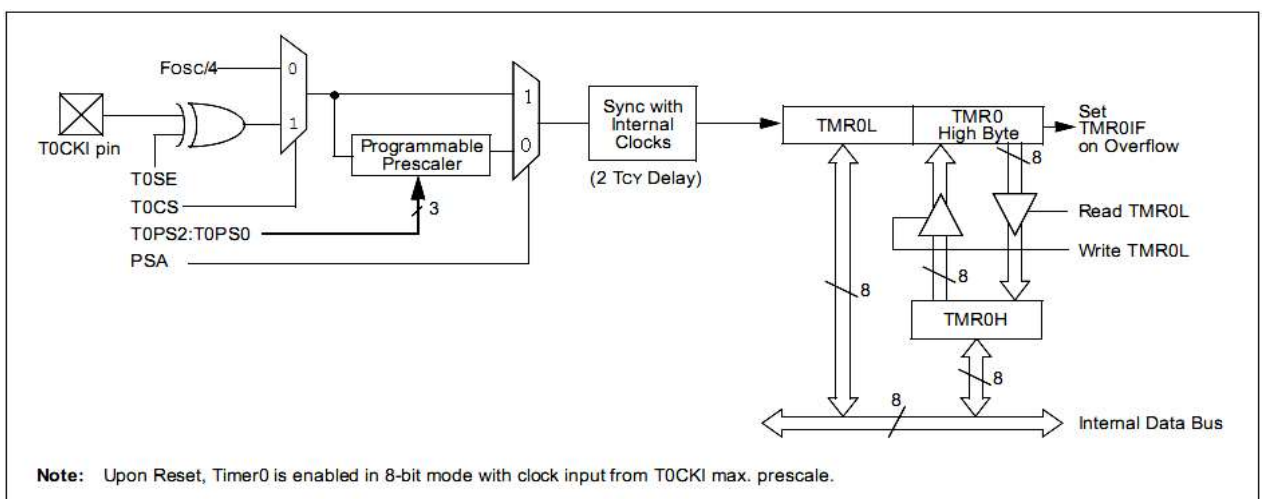 Fosc/4
0
1
T0CKI pin
T0SE
T0CS
T0PS2:T0PS0
PSA
Programmable
Prescaler
3
1
0
Sync with
Internal
Clocks
(2 TCY Delay)
TMR0L
TMR0
High Byte
Set
TMR0IF
on Overflow
8
Read TMR0L
Write TMR0L
8
8
TMR0H
8
8
Internal Data Bus
Note: Upon Reset, Timer0 is enabled in 8-bit mode with clock input from T0CKI max. prescale.